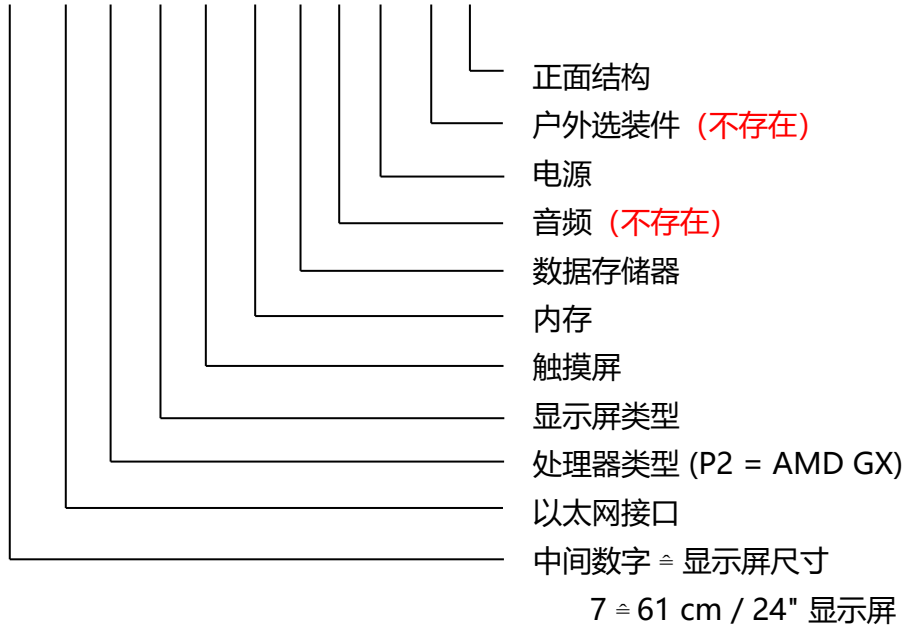 正面结构
户外选装件 (不存在)
电源
音频 (不存在)
数据存储器
内存
触摸屏
显示屏类型
处理器类型 (P2 = AMD GX)
以太网接口
中间数字 ≙ 显示屏尺寸
7 ≙ 61 cm / 24" 显示屏